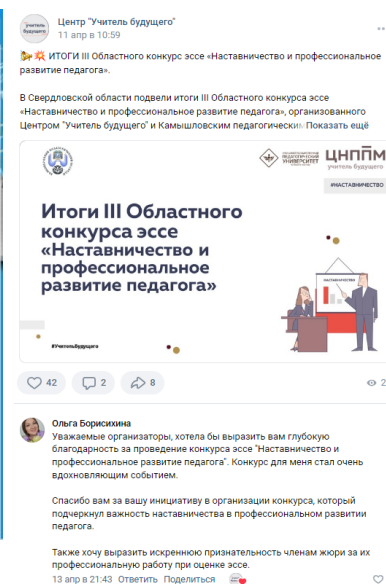 Центр "Учитель будущего"
11 апр в 10:59
ИТОГИ III Областного конкурс эссе «Наставничество и профессиональное
развитие педагога».
В Свердловской области подвели итоги III Областного конкурса эссе
«Наставничество и профессиональное развитие педагога», организованного
Центром "Учитель будущего" и Камышловским педагогически Показать ещё
ПЕДАГОГИЧЕСКИЙ
УНИВЕРСИТЕТ
ЦНППМ
учитель будущего
#НАСТАВНИЧЕСТВО
Итоги III Областного
конкурса эссе
«Наставничество и
профессиональное
развитие педагога»
НАСТАВНИЧЕСТВО
#УчительБудущего
42
2
8
2
Ольга Борисихина
Уважаемые организаторы, хотела бы выразить вам глубокую
благодарность за проведение конкурса эссе "Наставничество и
профессиональное развитие педагога". Конкурс для меня стал очень
вдохновляющим событием.
Спасибо вам за вашу инициативу в организации конкурса, который
подчеркнул важность наставничества в профессиональном развитии
педагога.
Также хочу выразить искреннюю признательность членам жюри за их
профессиональную работу при оценке эссе.
13 апр в 21:43 Ответить Поделиться